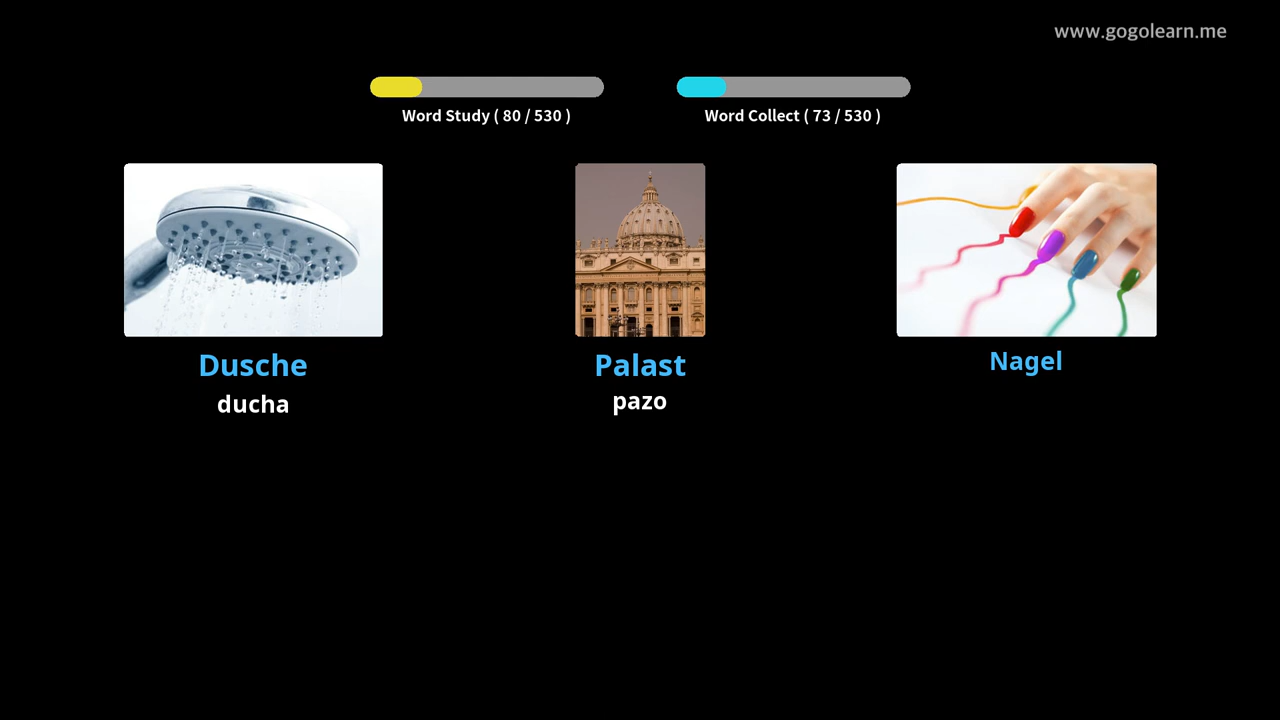 www.gogolearn.me
Word Study ( 80 / 530 )
Word Collect ( 73 / 530 )
Dusche
ducha
Palast
pazo
Nagel